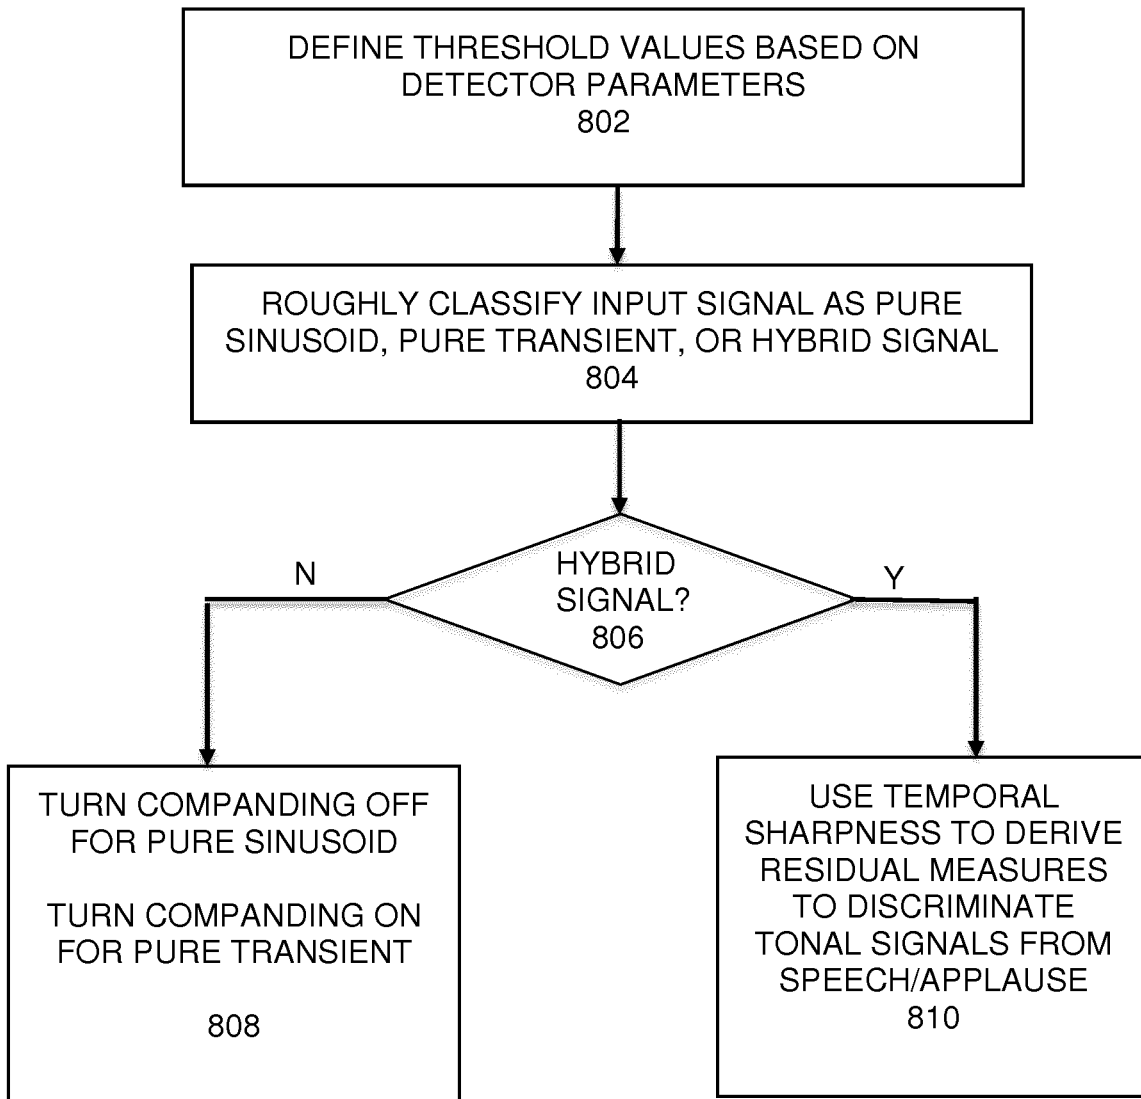 DEFINE THRESHOLD VALUES BASED ON
DETECTOR PARAMETERS
802
ROUGHLY CLASSIFY INPUT SIGNAL AS PURE
SINUSOID, PURE TRANSIENT, OR HYBRID SIGNAL
804
HYBRID
SIGNAL?
806
N
Y
TURN COMPANDING OFF
FOR PURE SINUSOID
TURN COMPANDING ON
FOR PURE TRANSIENT
808
USE TEMPORAL
SHARPNESS TO DERIVE
RESIDUAL MEASURES
TO DISCRIMINATE
TONAL SIGNALS FROM
SPEECH/APPLAUSE
810